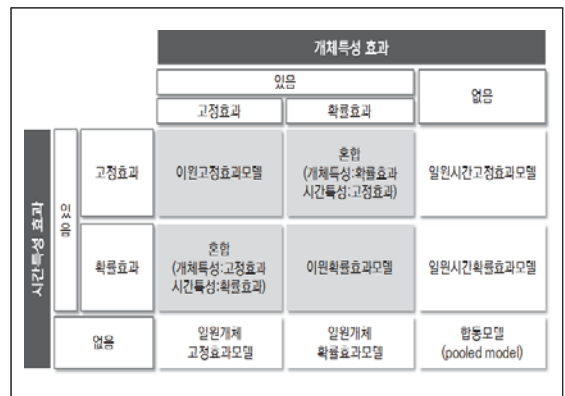 개체특성 효과
있음
없음
고정효과
확률효과
시간특성 효과
있음
고정효과
이원고정효과모델
혼합
(개체특성:확률효과
시간특성:고정효과)
일원시간고정효과모델
확률효과
혼합
(개체특성:고정효과
시간특성:확률효과)
이원확률효과모델
일원시간확률효과모델
없음
일원개체
고정효과모델
일원개체
확률효과모델
합동모델
(pooled model)